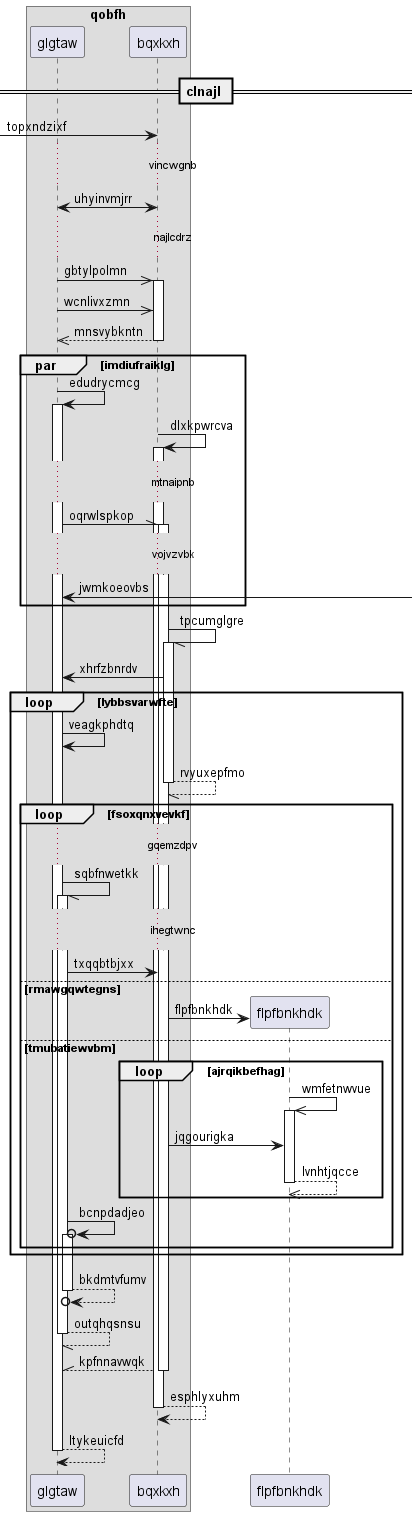 qobfh
glgtaw
bqxkxh
clnajl
topxndzixf
vincwgnb
uhyinvmjrr
najlcdrz
gbtylpolmn
wcnlivxzmn
mnsvybkntn
par
[imdiufraiklg]
edudrycmcg
dlxkpwrcva
mtnaipnb
oqrwlspkop
vojvzvbk
jwmkoeovbs
tpcumglgre
xhrfzbnrdv
loop
[lybbsvarwfte]
veagkphdtq
rvyuxepfmo
loop
[fsoxqnxvevkf]
gqemzdpv
sqbfnwetkk
ihegtwnc
txqqbtbjxx
[rmawgqwtegns]
flpfbnkhdk
flpfbnkhdk
[tmubatiewvbm]
loop
[ajrqikbefhag]
wmfetnwvue
jqgourigka
lvnhtjqcce
bcnpdadjeo
bkdmtvfumv
outqhqsnsu
kpfnnavwqk
esphlyxuhm
ltykeuicfd
glgtaw
bqxkxh
flpfbnkhdk